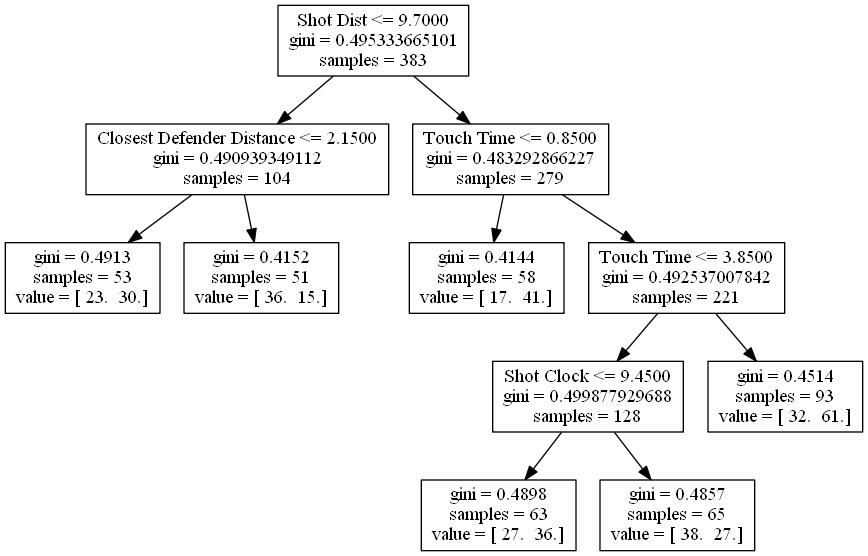 Shot Dist <= 9.7000
gini = 0.495333665101
samples = 383
Closest Defender Distance <= 2.1500
gini = 0.490939349112
samples = 104
Touch Time <= 0.8500
gini = 0.483292866227
samples = 279
gini = 0.4913
samples = 53
value = [ 23. 30.]
gini = 0.4152
samples = 51
value = [ 36. 15.]
gini = 0.4144
samples = 58
value = [ 17. 41.]
Touch Time <= 3.8500
gini = 0.492537007842
samples = 221
Shot Clock <= 9.4500
gini = 0.499877929688
samples = 128
gini = 0.4514
samples = 93
value = [ 32. 61.]
gini = 0.4898
samples = 63
value = [ 27. 36.]
gini = 0.4857
samples = 65
value = [ 38. 27.]